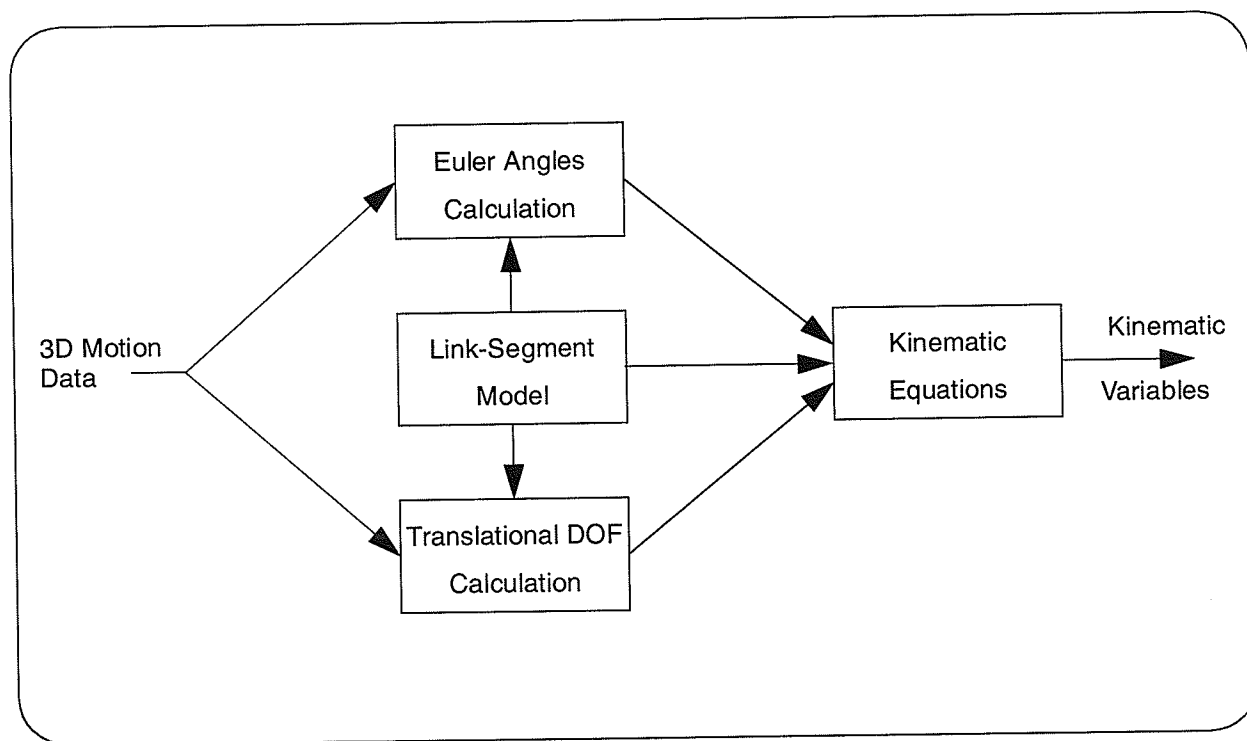 Euler Angles
Calculation
3D Motion
Data
Link-Segment
Model
Kinematic
Equations
Kinematic
Variables
Translational DOF
Calculation